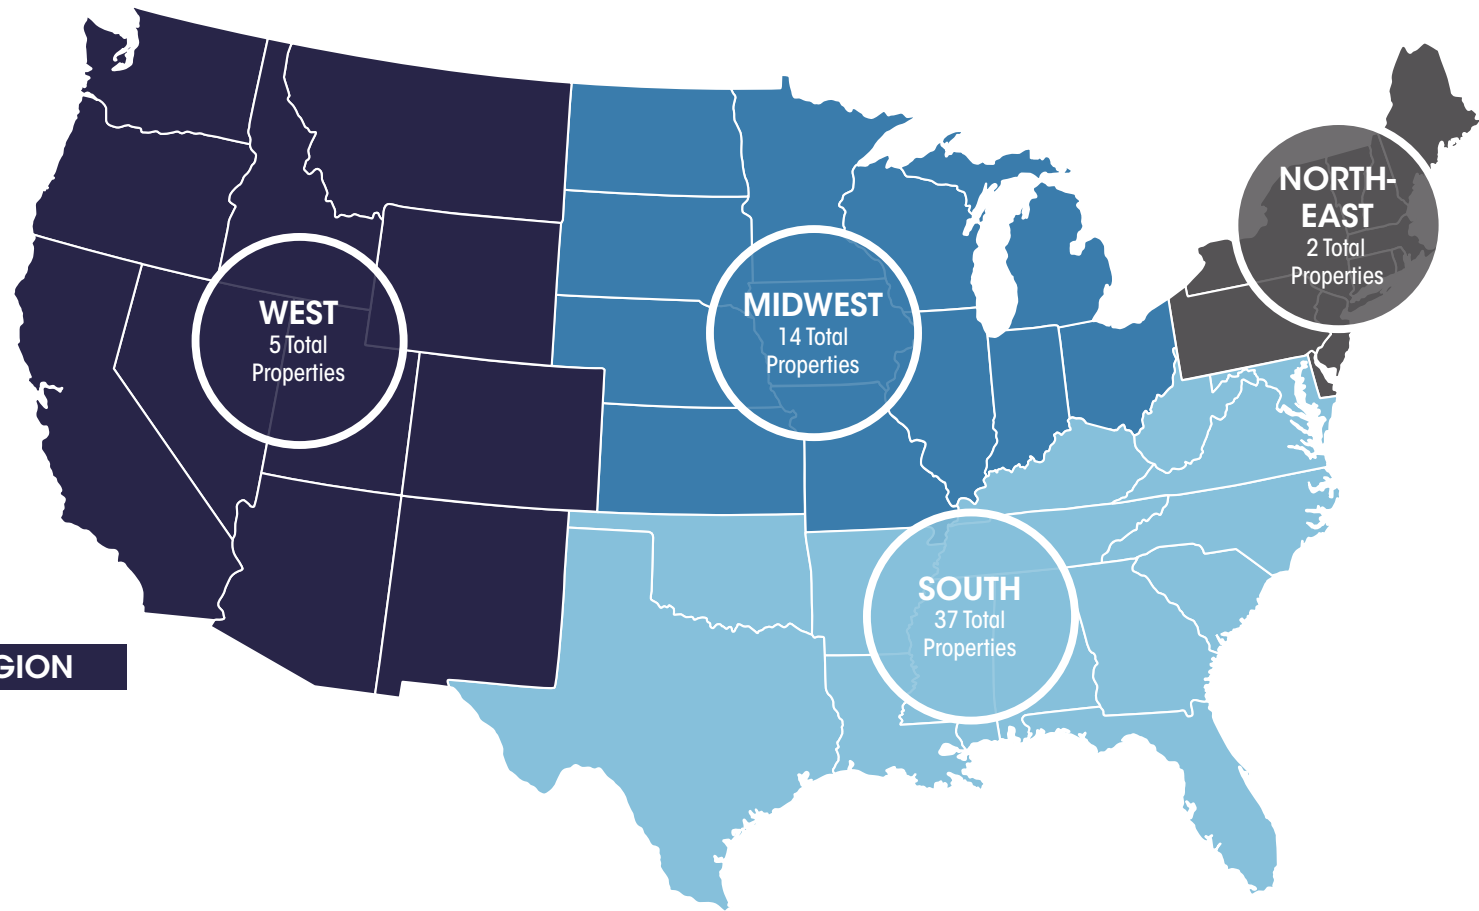 NORTH-
EAST
2 Total
Properties
MIDWEST
14 Total
Properties
WEST
5 Total
Properties
SOUTH
37 Total
Properties
GION